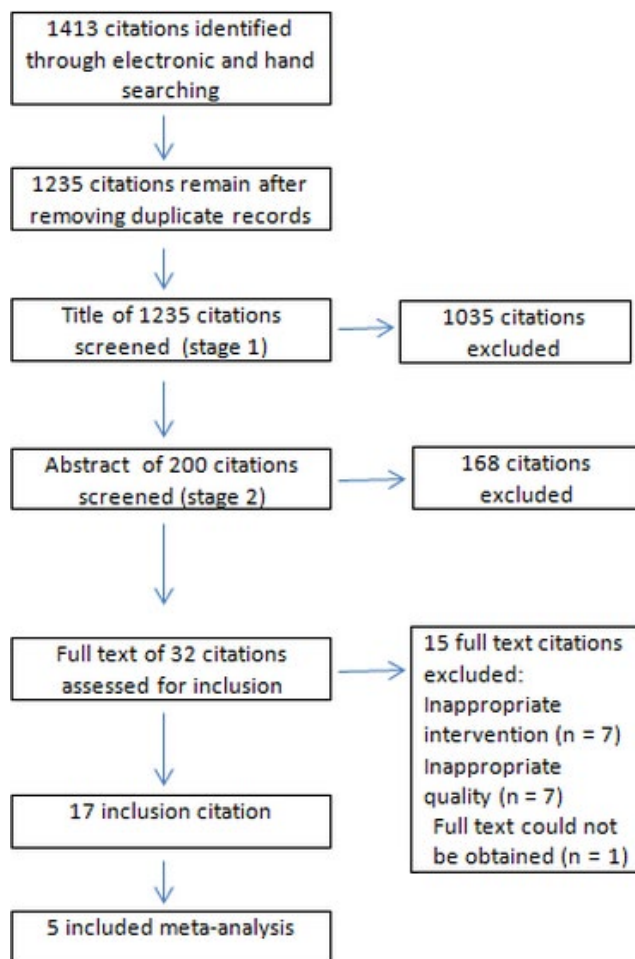 1413 citations identified
through electronic and hand
searching
1235 citations remain after
removing duplicate records
Title of 1235 citations
screened (stage 1)
1035 citations
excluded
Abstract of 200 citations
screened (stage 2)
168 citations
excluded
Full text of 32 citations
assessed for inclusion
15 full text citations
excluded:
Inappropriate
intervention (n = 7)
Inappropriate
quality (n = 7)
Full text could not
be obtained (n = 1)
17 inclusion citation
5 included meta-analysis